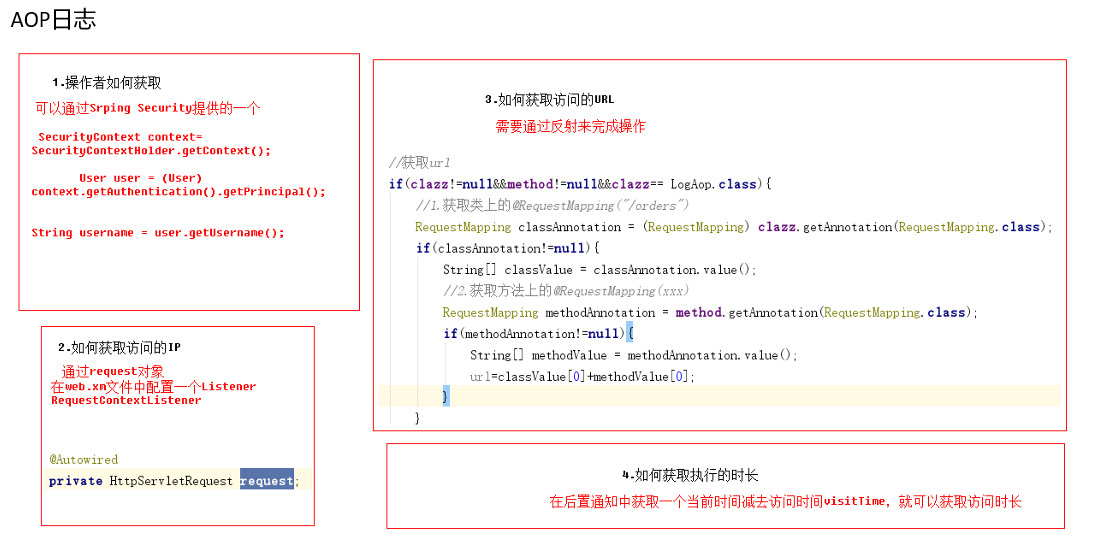 AOP日志
1.操作者如何获取
可以通过Srping Security提供的一个
SecurityContext context=
SecurityContextHolder.getContext();
User user = (User)
context.getAuthentication().getPrincipal();
String username = user.getUsername();
2.如何获取访问的IP
通过request对象
在web.xm文件中配置一个Listener
RequestContextListener
@Autowired
private HttpServletRequest request;
3.如何获取访问的URL
需要通过反射来完成操作
//获取url
if(clazz!=null&&method!=null&&clazz== LogAop.class){
//1.获取类上的@RequestMapping("/orders")
RequestMapping classAnnotation = (RequestMapping) clazz.getAnnotation(RequestMapping.class);
if(classAnnotation!=null){
String[] classValue = classAnnotation.value();
//2.获取方法上的@RequestMapping(xxx)
RequestMapping methodAnnotation = method.getAnnotation(RequestMapping.class);
if(methodAnnotation!=null){
String[] methodValue = methodAnnotation.value();
url=classValue[0]+methodValue[0];
}
}
4.如何获取执行的时长
在后置通知中获取一个当前时间减去访问时间visitTime，就可以获取访问时长